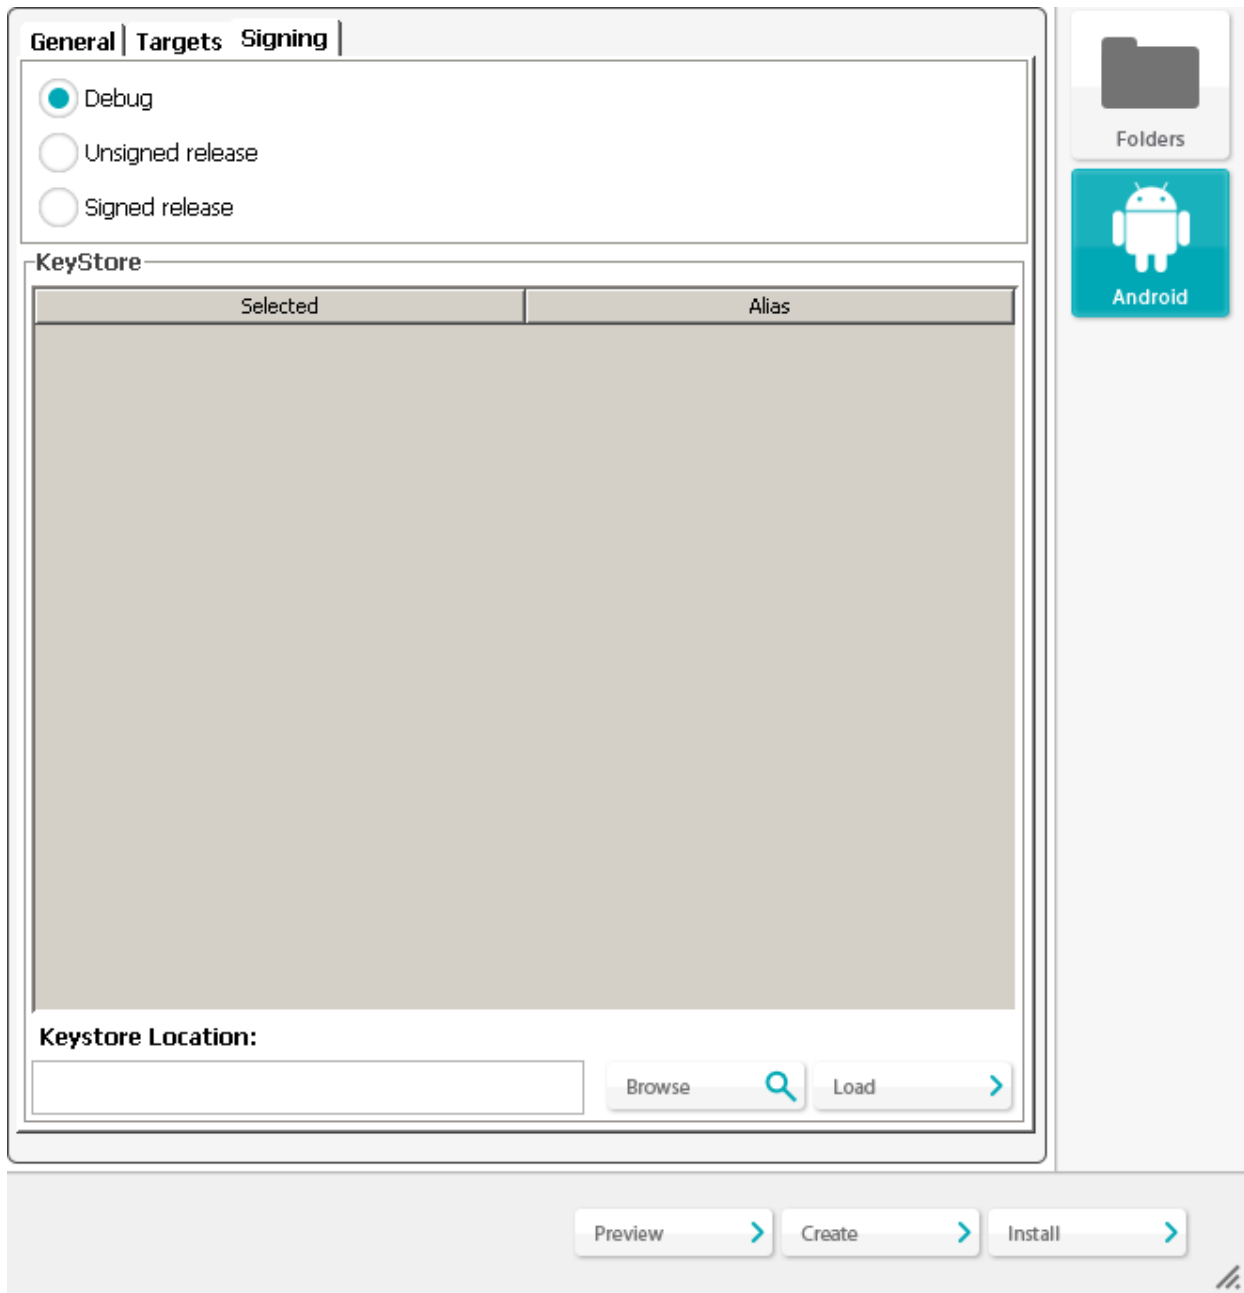 General Targets Signing
Debug
Unsigned release
Signed release
KeyStore
Selected Alias
Keystore Location:
Browse Load
Folders
Android
Preview Create Install